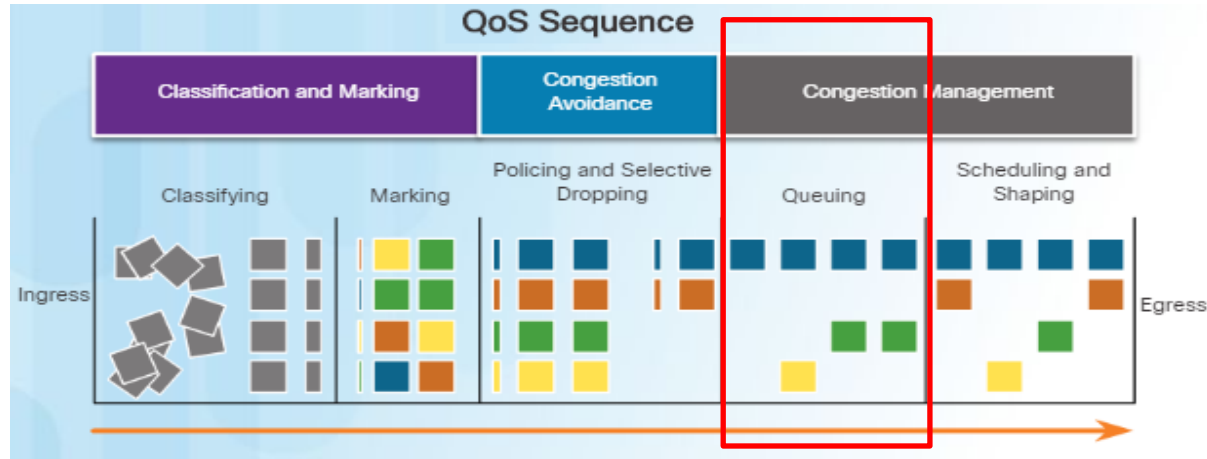 QoS Sequence
Classification and Marking
Congestion
Avoidance
Congestion Management
Classifying
Marking
Policing and Selective
Dropping
Queuing
Scheduling and
Shaping
Ingress
Egress